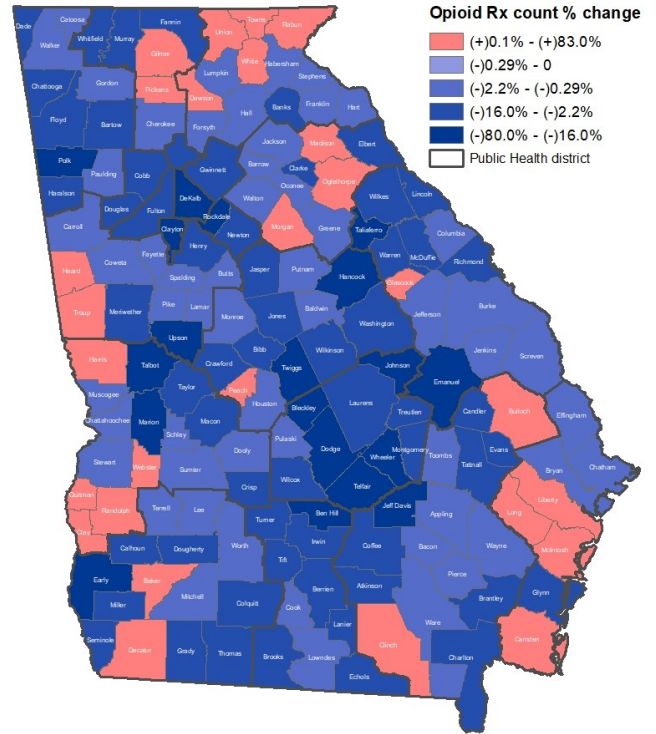 Opioid Rx count % change
(+)0.1% - (+)83.0%
(-)0.29% - 0
(-)2.2% - (-)0.29%
(-)16.0% - (-)2.2%
(-)80.0% - (-)16.0%
Public Health district
Dade Catoosa Fannin Towns Rabun
Walker Whitfield Murray Union
Gilmer White Habersham
Chattooga Gordon Lumpkin Stephens
Pickens Dawson Banks Franklin Hart
Floyd Bartow Cherokee Forsyth Hall
Jackson Madison Elbert
Polk Paulding Cobb Gwinnett Barrow Clarke Oglethorpe
Haralson Douglas Fulton DeKalb Walton Oconee Wilkes Lincoln
Rockdale
Carroll Clayton Henry Newton Morgan Greene Taliaferro Columbia
Fayette Warren McDuffie Richmond
Heard Coweta Spalding Butts Jasper Putnam Hancock Glascock
Troup Meriwether Pike Lamar Monroe Jones Baldwin Washington Jefferson Burke
Upson Bibb Wilkinson Jenkins Screven
Harris Talbot Crawford Twiggs Johnson Emanuel
Taylor Peach
Muscogee Houston Bleckley Laurens Treutlen Candler Bulloch Effingham
Chattahoochee Marion Macon
Schley Pulaski Dodge Wheeler Montgomery Toombs Tattnall Evans Bryan Chatham
Stewart Webster Sumter Dooly
Quitman Crisp Wilcox Telfair Liberty
Randolph Terrell Lee Turner Ben Hill Jeff Davis Appling Long
Clay Calhoun Dougherty Worth Irwin Coffee Bacon Wayne McIntosh
Early Baker Tift Pierce
Miller Mitchell Colquitt Berrien Atkinson Brantley Glynn
Cook Lanier Ware
Seminole Decatur Grady Thomas Brooks Lowndes Clinch Charlton Camden
Echols